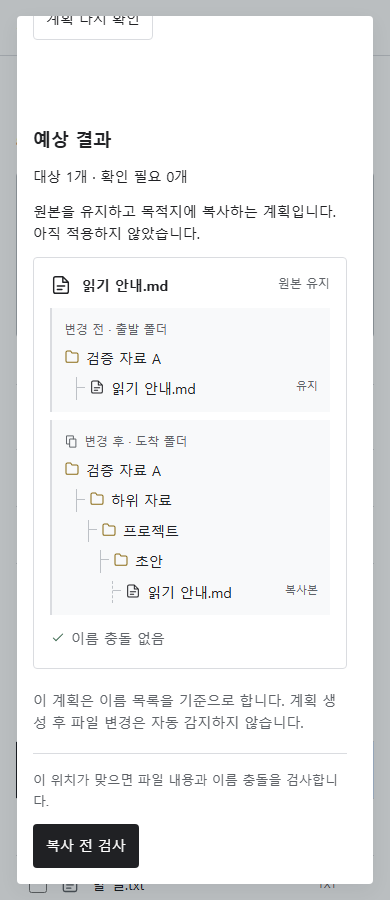 계획 다시 확인
예상 결과
대상 1개 · 확인 필요 0개
원본을 유지하고 목적지에 복사하는 계획입니다.
아직 적용하지 않았습니다.
읽기 안내.md
원본 유지
변경 전 · 출발 폴더
검증 자료 A
읽기 안내.md
유지
변경 후 · 도착 폴더
검증 자료 A
하위 자료
프로젝트
초안
읽기 안내.md
복사본
이름 충돌 없음
이 계획은 이름 목록을 기준으로 합니다. 계획 생
성 후 파일 변경은 자동 감지하지 않습니다.
이 위치가 맞으면 파일 내용과 이름 충돌을 검사합니
다.
복사 전 검사